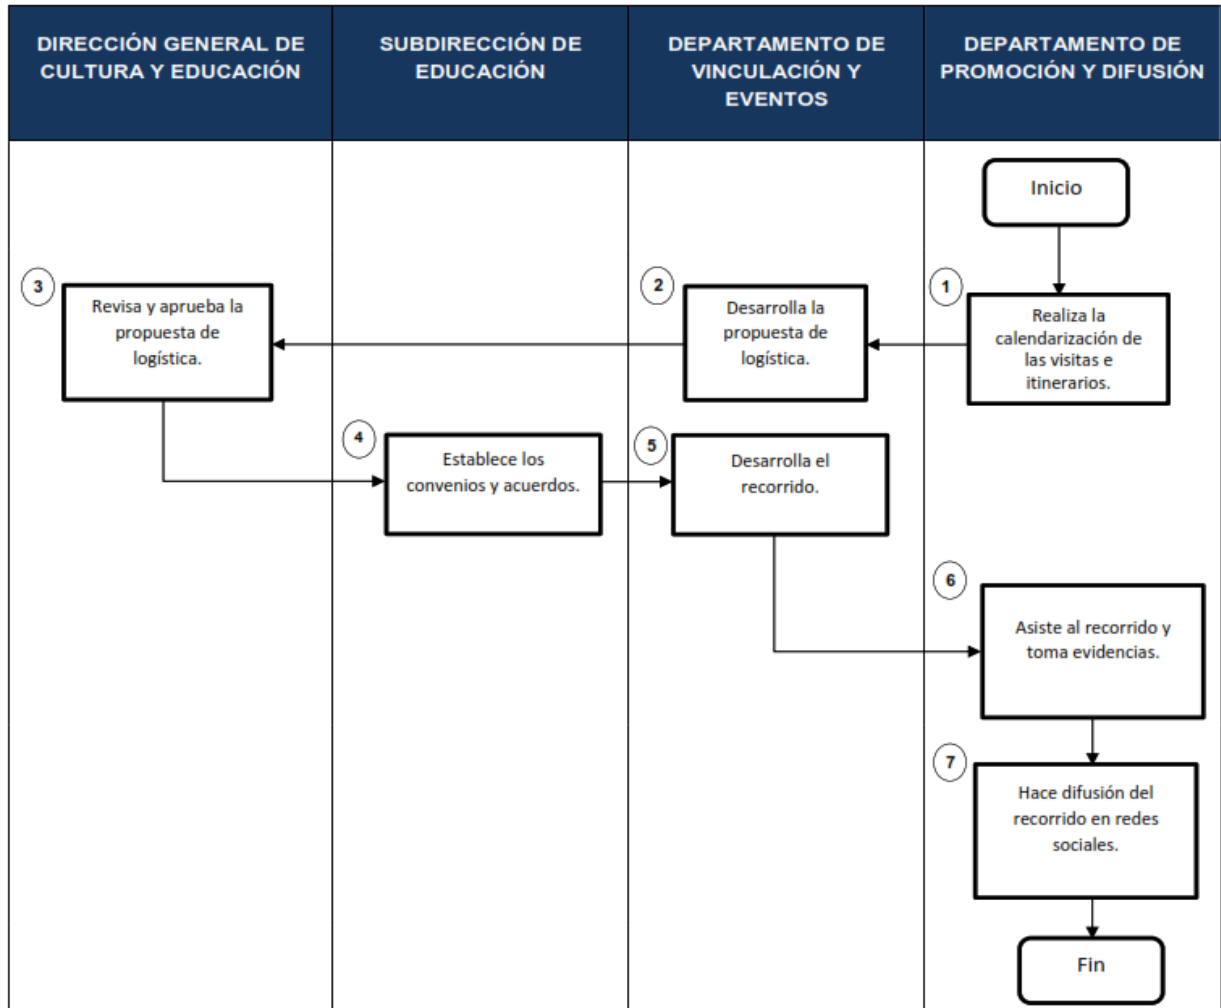 DIRECCIÓN GENERAL DE
CULTURA Y EDUCACIÓN
SUBDIRECCIÓN DE
EDUCACIÓN
DEPARTAMENTO DE
VINCULACIÓN Y
EVENTOS
DEPARTAMENTO DE
PROMOCIÓN Y DIFUSIÓN
Inicio
1
Realiza la
calendarización de
las visitas e
itinerarios.
2
Desarrolla la
propuesta de
logística.
3
Revisa y aprueba la
propuesta de
logística.
4
Establece los
convenios y acuerdos.
5
Desarrolla el
recorrido.
6
Asiste al recorrido y
toma evidencias.
7
Hace difusión del
recorrido en redes
sociales.
Fin